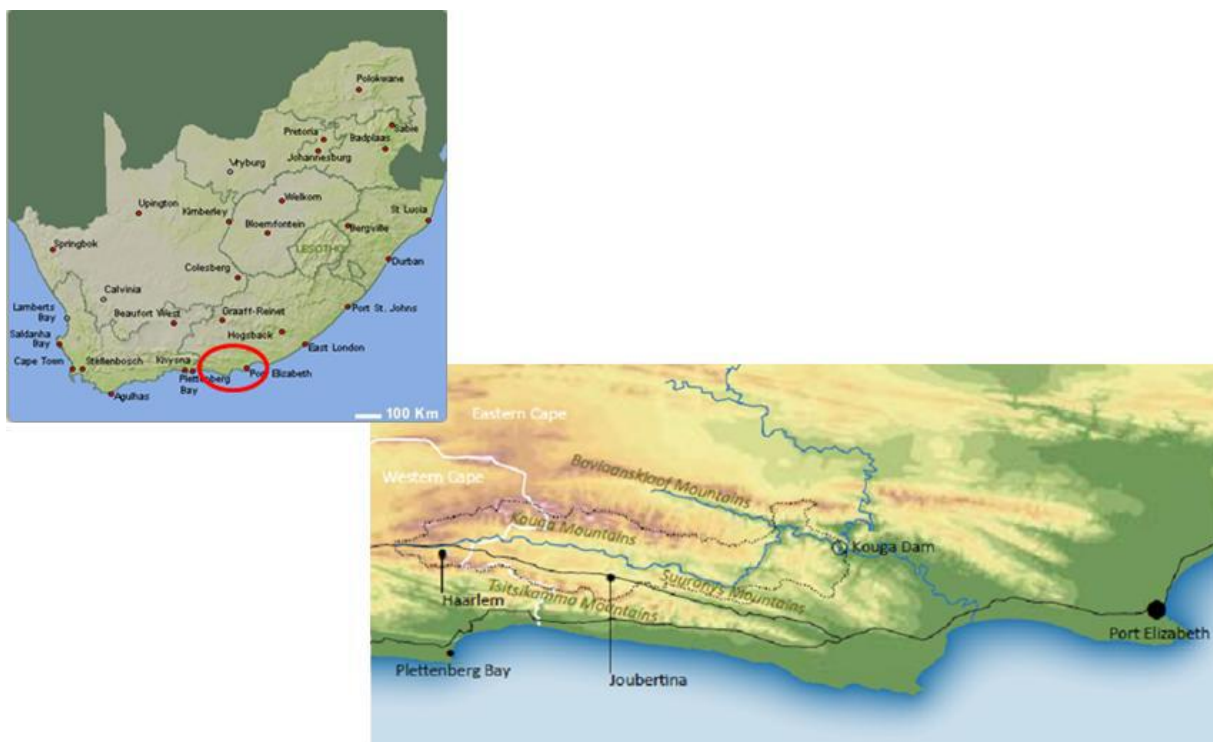 Polokwane
Sabie
Pretoria
Badplaas
Johannesburg
Vryburg
Welkom
Upington
Kimberley
St Lucia
Bloemfontein
Bergville
LESOTHO
Springbok
Durban
Colesberg
Calvinia
Lamberts
Bay
Beaufort West
Graaff-Reinet
Port St. Johns
Saldanha
Bay
Hogsback
East London
Cape Town
Stellenbosch
Knysna
Plettenberg
Bay
Port Elizabeth
Agulhas
100 Km
Eastern Cape
Western Cape
Baviaanskloof Mountains
Kouga Mountains
Kouga Dam
Suurany's Mountains
Tsitsikamma Mountains
Haarlem
Port Elizabeth
Plettenberg Bay
Joubertina